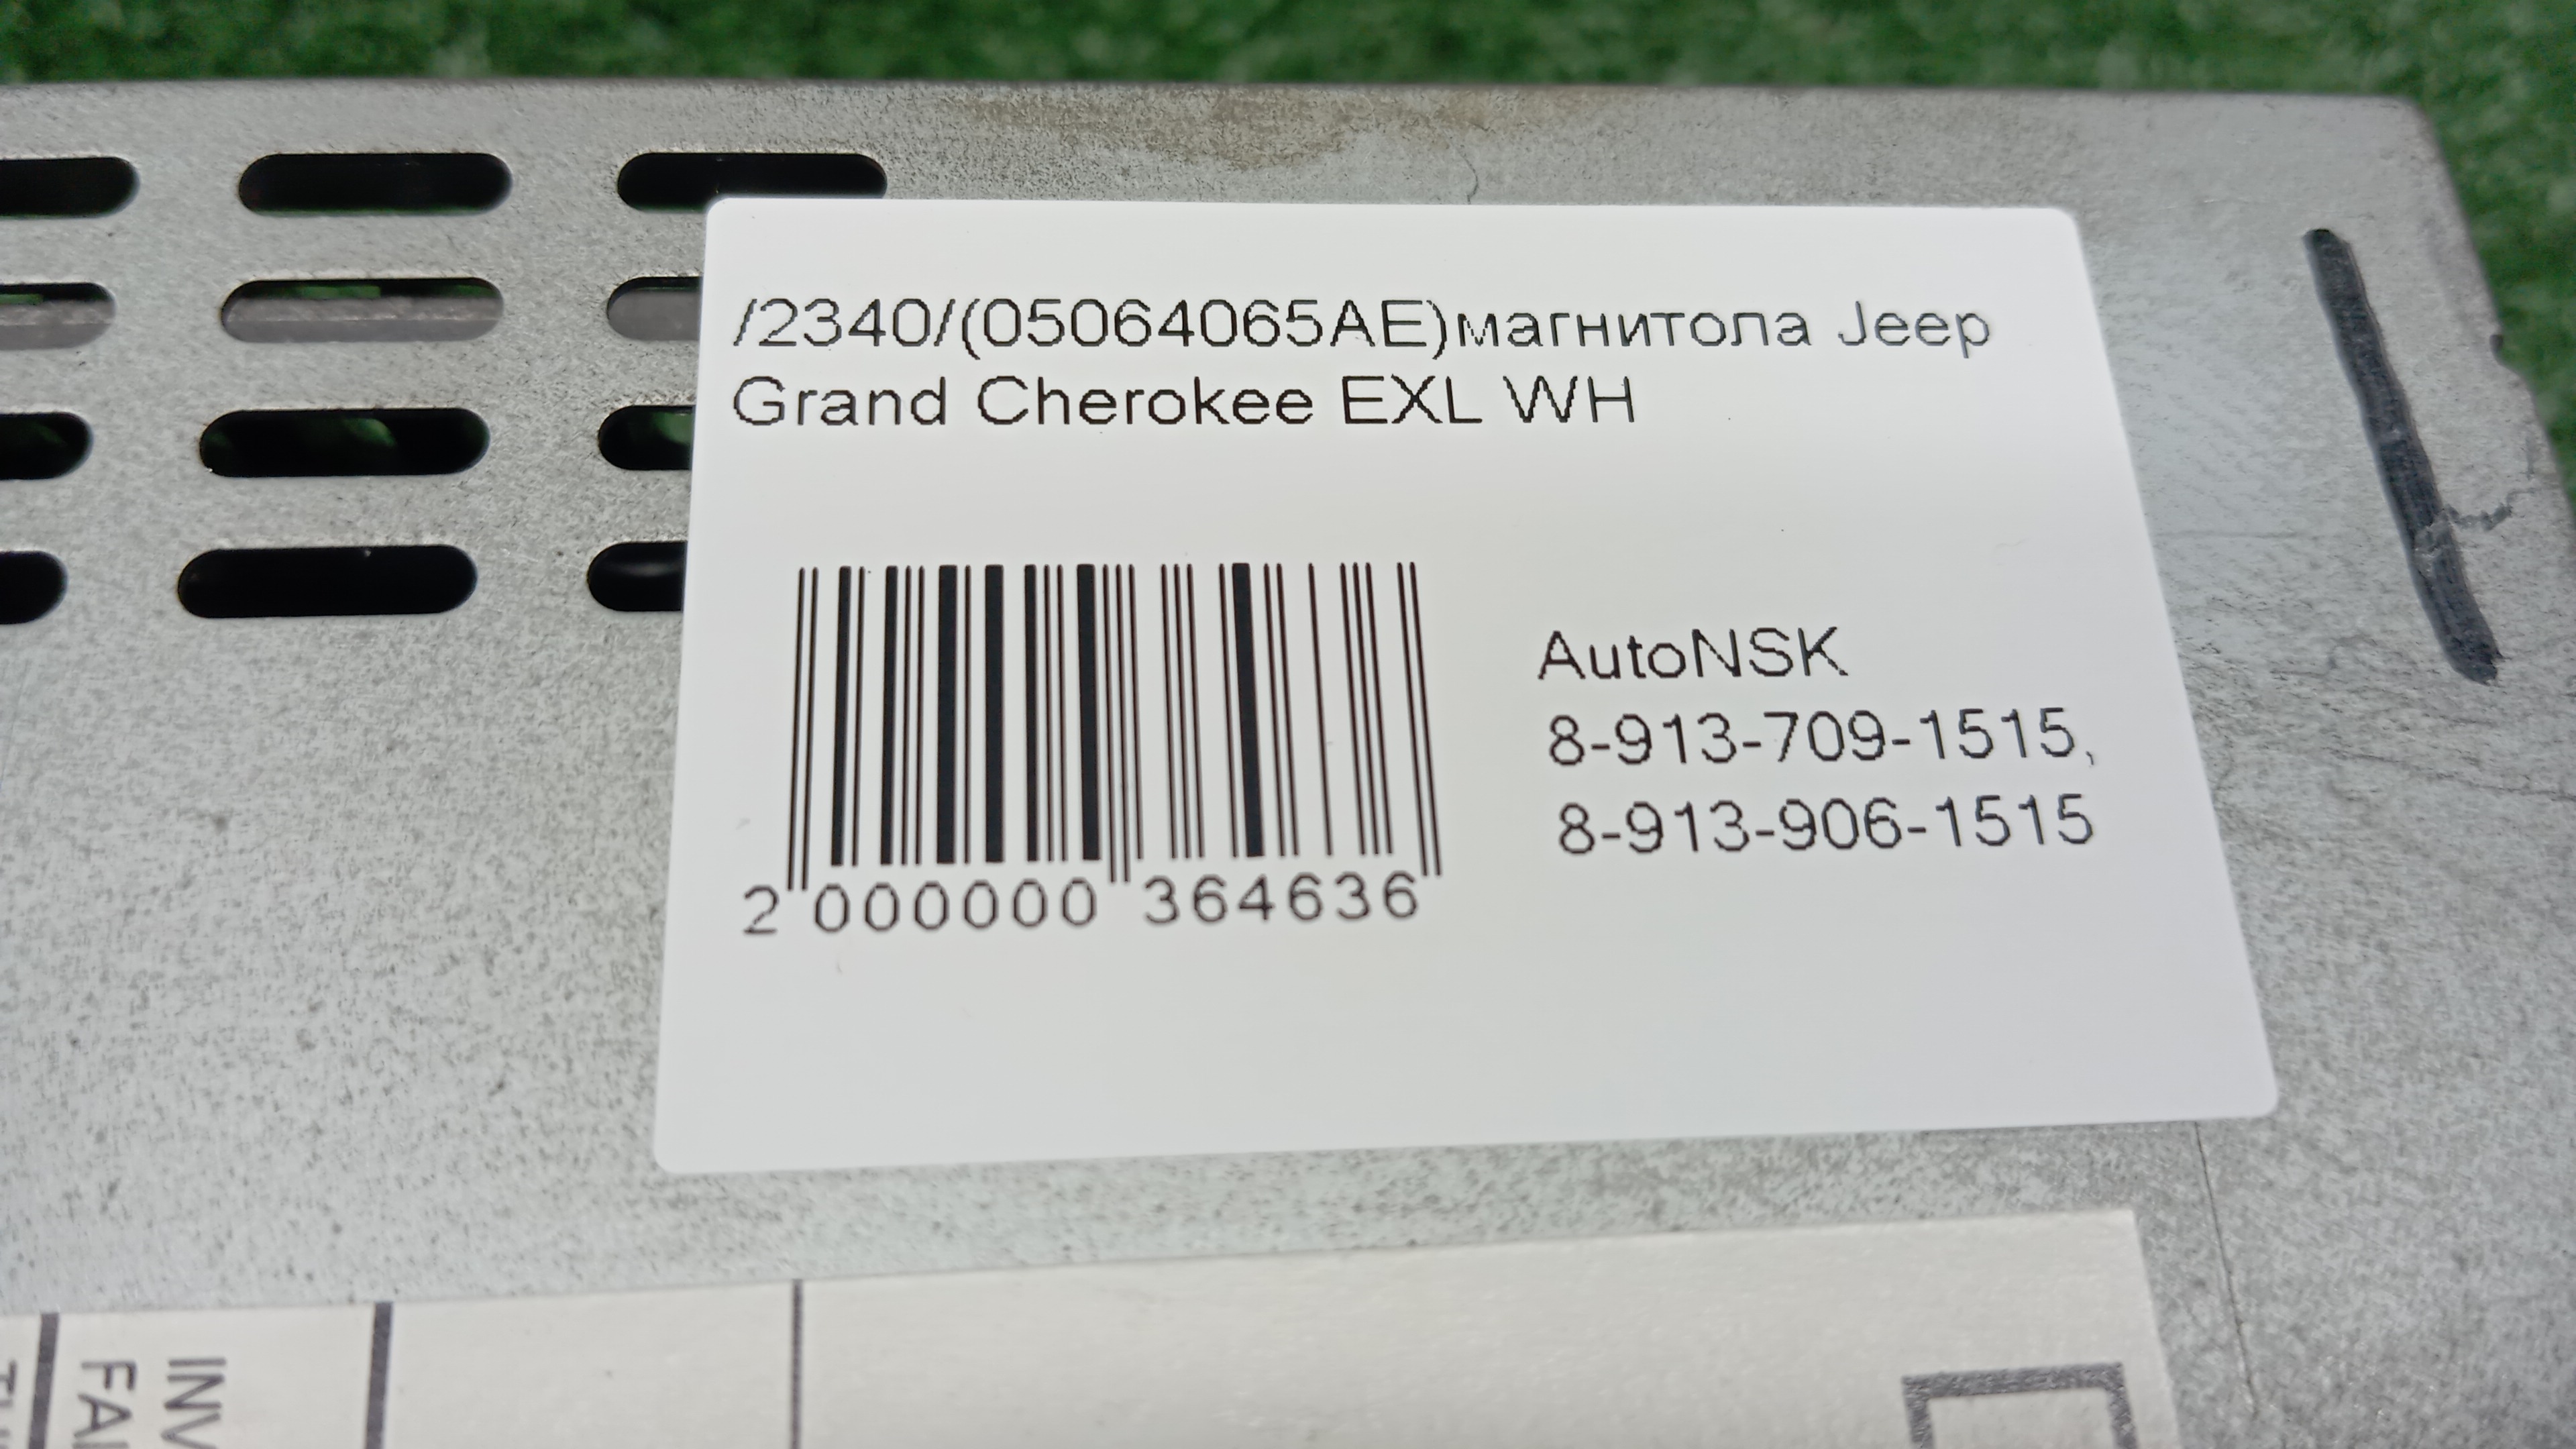 /2340/(05064065AE)магнитола Jeep
Grand Cherokee EXL WH
AutoNSK
8-913-709-1515,
8-913-906-1515
2 000000 364636